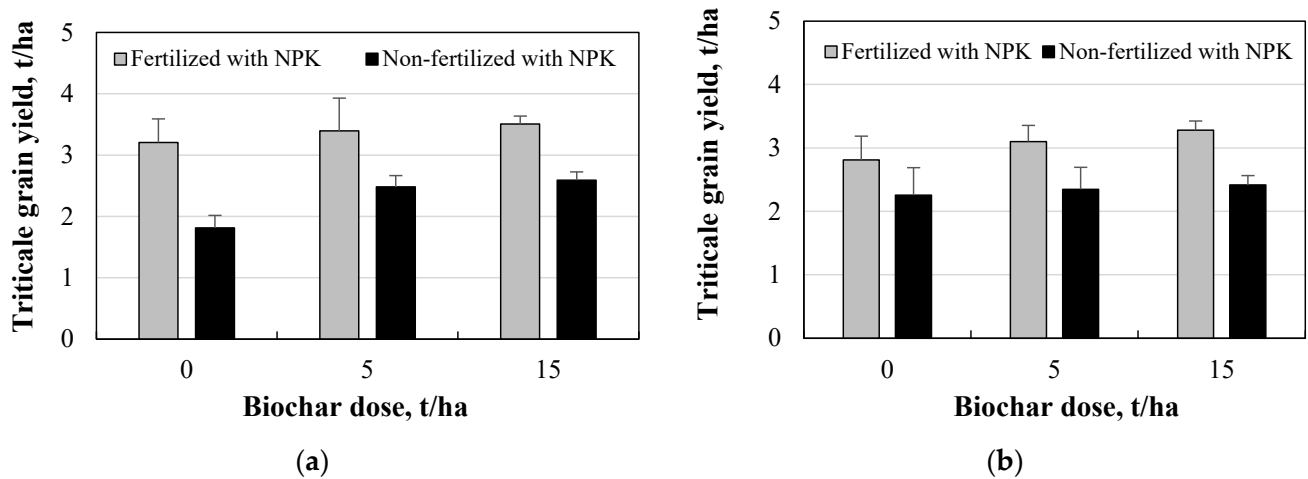 Triticale grain yield, t/ha
5
4
3
2
1
0
Fertilized with NPK
Non-fertilized with NPK
0
5
15
Biochar dose, t/ha
(a)
Triticale grain yield, t/ha
5
4
3
2
1
0
Fertilized with NPK
Non-fertilized with NPK
0
5
15
Biochar dose, t/ha
(b)